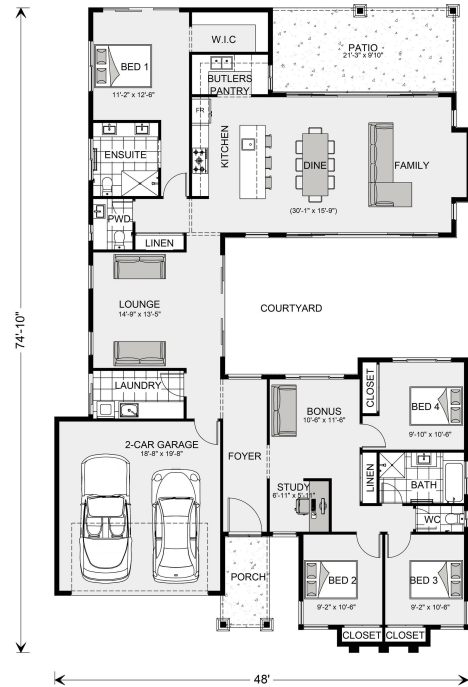 W.I.C
PATIO
21'-3" x 9'10"
BED 1
11'-2" x 12'-6"
BUTLERS
PANTRY
FR
KITCHEN
ENSUITE
DINE
FAMILY
(30'-1" x 15'-9")
PWD
LINEN
LOUNGE
14'-9" x 13'-5"
COURTYARD
74'-10"
LAUNDRY
CLOSET
BONUS
10'-6" x 11'-6"
BED 4
9'-10" x 10'-6"
2-CAR GARAGE
18'-8" x 19'-8"
FOYER
LINEN
BATH
STUDY
6'-11" x 5'-11"
WC
PORCH
BED 2
9'-2" x 10'-6"
BED 3
9'-2" x 10'-6"
CLOSET
CLOSET
48'